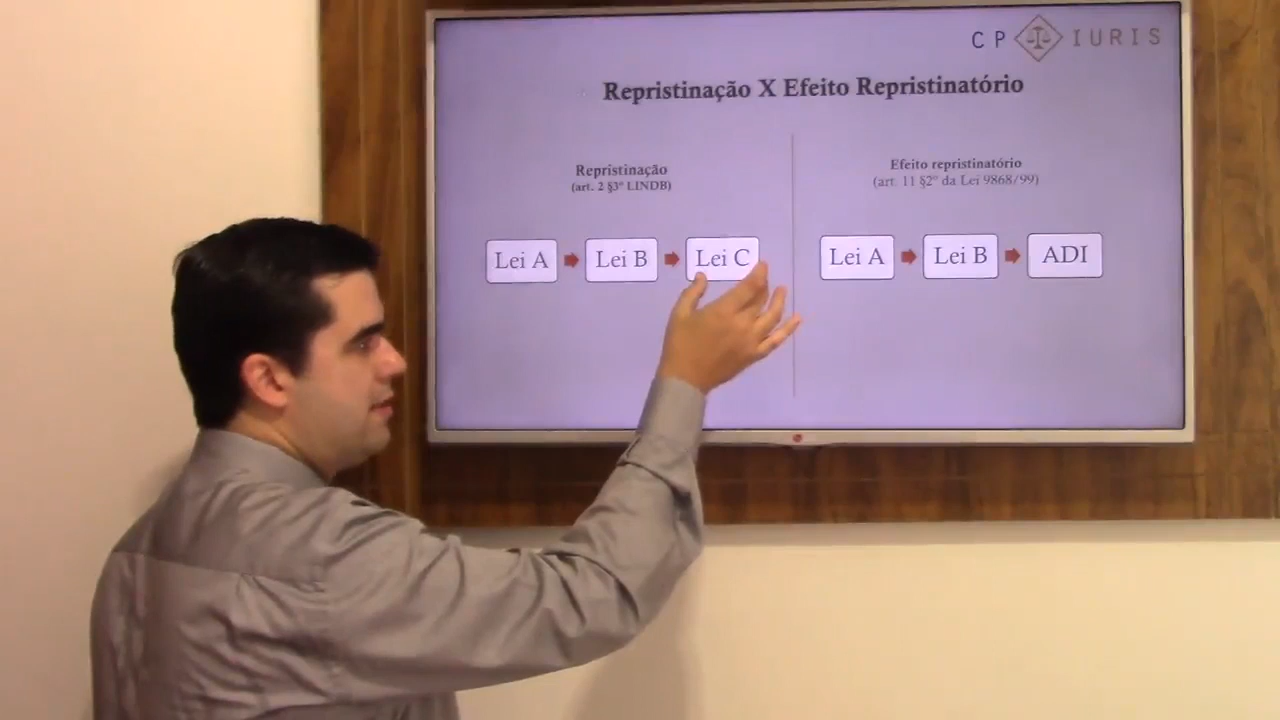 CP IURIS
Repristinação X Efeito Repristinatório
Repristinação
(art. 2 §3º LINDB)
Lei A
Lei B
Lei C
Efeito repristinatório
(art. 11 §2º da Lei 9868/99)
Lei A
Lei B
ADI